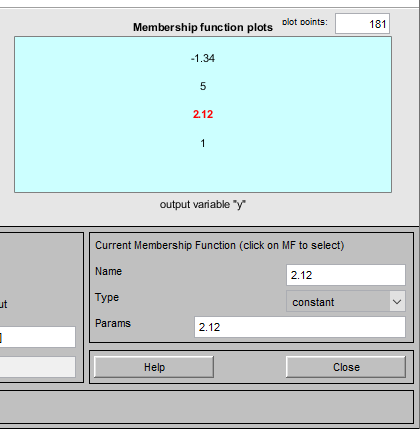 Membership function plots plot points: 181
-1.34
5
2.12
1
output variable "y"
Current Membership Function (click on MF to select)
Name 2.12
Type constant
Params 2.12
ut
]
Help Close